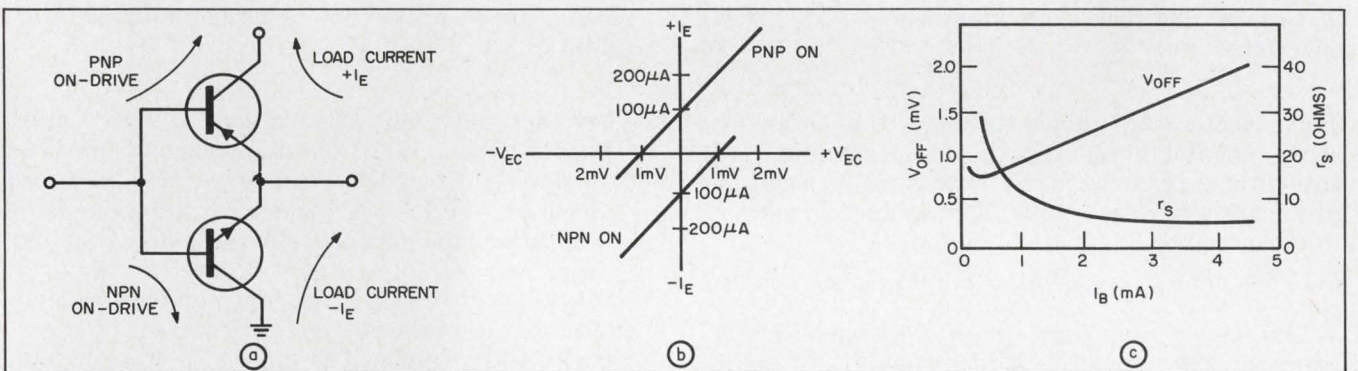 PNP
ON-DRIVE
LOAD CURRENT
+IE
NPN
ON-DRIVE
LOAD CURRENT
-IE
a
+IE
PNP ON
200μA
100μA
-VEC
+VEC
2mV
1mV
1mV
2mV
100μA
NPN ON
200μA
-IE
b
VOFF (mV)
2.0
1.5
1.0
0.5
0
VOFF
rS
40
30
20
10
0
rS (OHMS)
0 1 2 3 4 5
IB (mA)
c